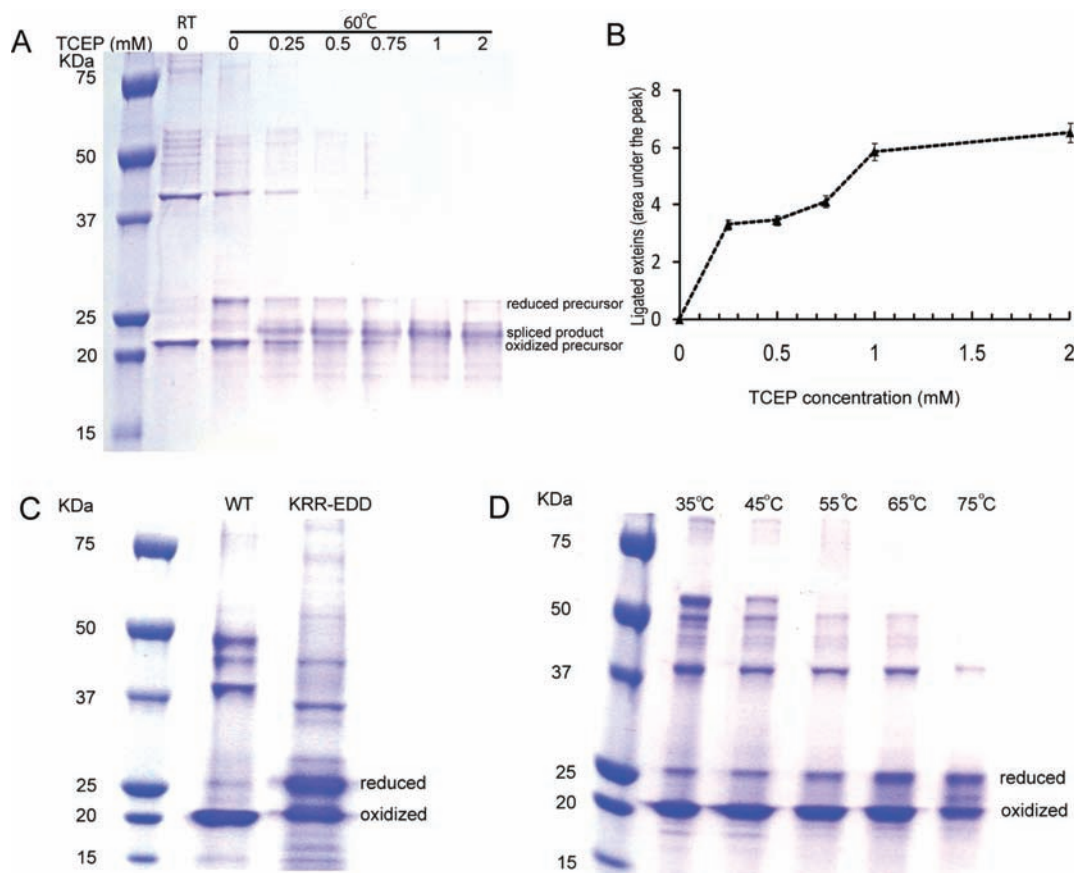 A
RT
60°C
TCEP (mM) 0 0 0.25 0.5 0.75 1 2
KDa
75
50
37
25
20
15
reduced precursor
spliced product
oxidized precursor
B
Ligated exteins (area under the peak)
8
6
4
2
0
0 0.5 1 1.5 2
TCEP concentration (mM)
C
KDa WT KRR-EDD
75
50
37
25
20
15
reduced
oxidized
D
KDa 35°C 45°C 55°C 65°C 75°C
75
50
37
25
20
15
reduced
oxidized